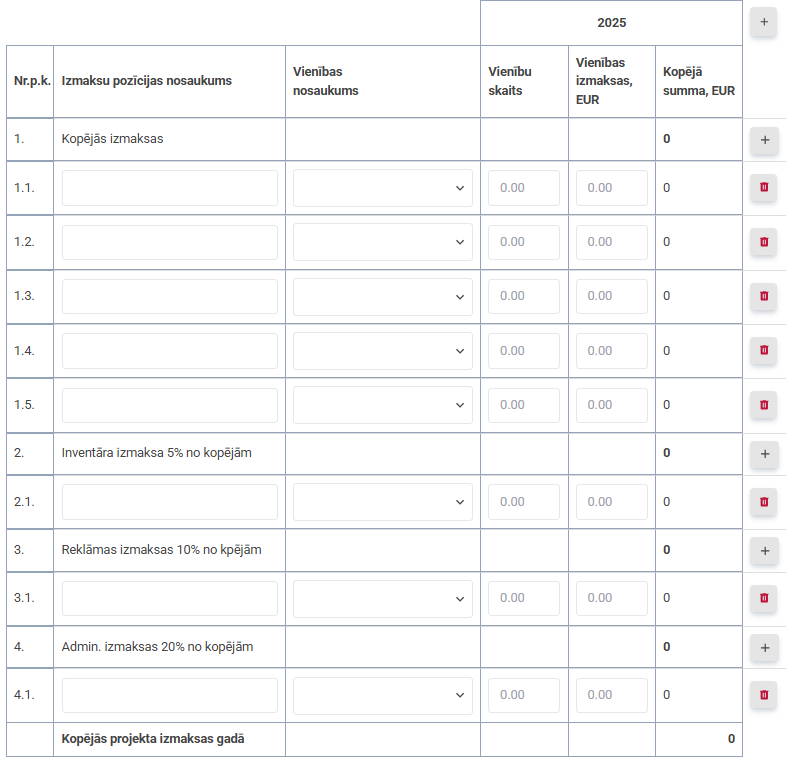 2025
+
Nr.p.k. Izmaksu pozīcijas nosaukums Vienības nosaukums Vienību skaits Vienības izmaksas, EUR Kopējā summa, EUR
1. Kopējās izmaksas 0 +
1.1. 0.00 0.00 0
1.2. 0.00 0.00 0
1.3. 0.00 0.00 0
1.4. 0.00 0.00 0
1.5. 0.00 0.00 0
2. Inventāra izmaksa 5% no kopējām 0 +
2.1. 0.00 0.00 0
3. Reklāmas izmaksas 10% no kpējām 0 +
3.1. 0.00 0.00 0
4. Admin. izmaksas 20% no kopējām 0 +
4.1. 0.00 0.00 0
Kopējās projekta izmaksas gadā 0